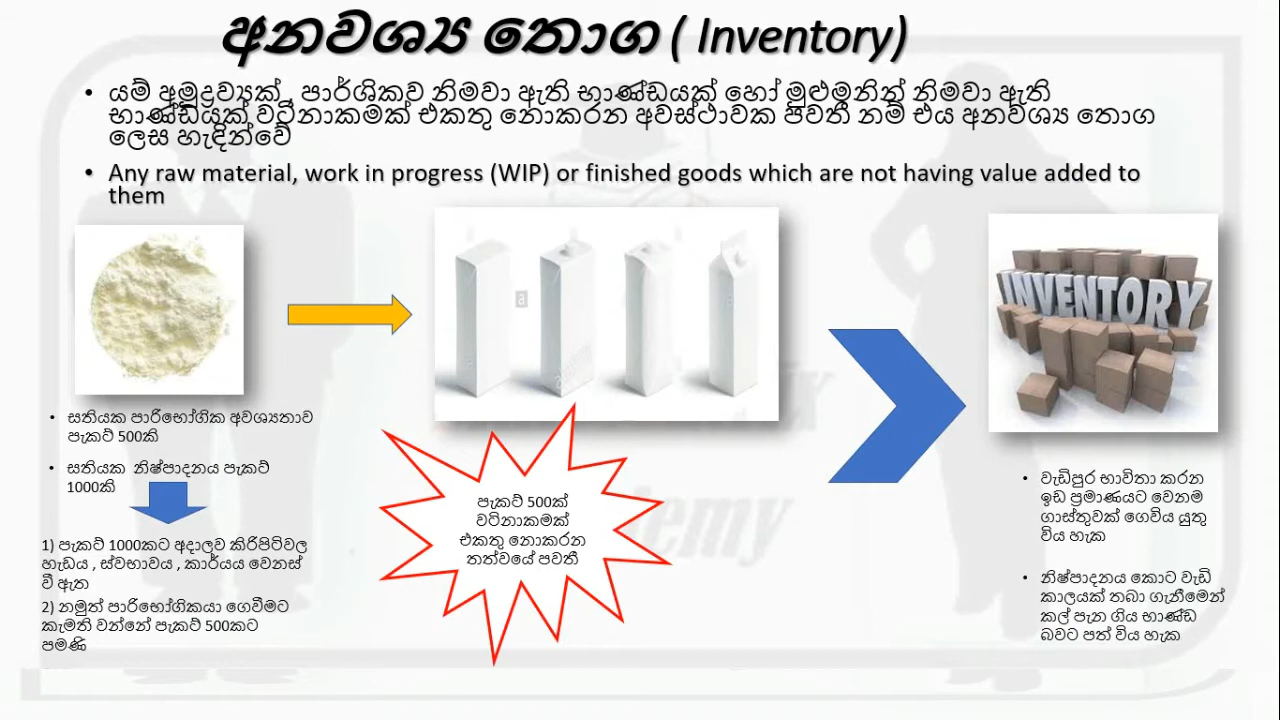 අනවශ්‍ය තොග ( Inventory)
• යම් අමුද්‍රව්‍යක් , පාර්ශිකව නිමවා ඇති භාණ්ඩයක් හෝ මුළුමනින් නිමවා ඇති
භාණ්ඩයක් වටිනාකමක් එකතු නොකරන අවස්ථාවක පවතී නම් එය අනවශ්‍ය තොග
ලෙස හැඳින්වේ
• Any raw material, work in progress (WIP) or finished goods which are not having value added to
them
INVENTORY
• සතියක පාරිභෝගික අවශ්‍යතාව
පැකට් 500කි
• සතියක නිෂ්පාදනය පැකට්
1000කි
1) පැකට් 1000කට අදාලව කිරිපිටිවල
හැඩය , ස්වභාවය , කාර්යය වෙනස්
වී ඇත
2) නමුත් පාරිභෝගිකයා ගෙවීමට
කැමති වන්නේ පැකට් 500කට
පමණි
පැකට් 500ක්
වටිනාකමක්
එකතු නොකරන
තත්වයේ පවතී
• වැඩිපුර භාවිතා කරන
ඉඩ ප්‍රමාණයට වෙනම
ගාස්තුවක් ගෙවිය යුතු
විය හැක
• නිෂ්පාදනය කොට වැඩි
කාලයක් තබා ගැනීමෙන්
කල් පැන ගිය භාණ්ඩ
බවට පත් විය හැක